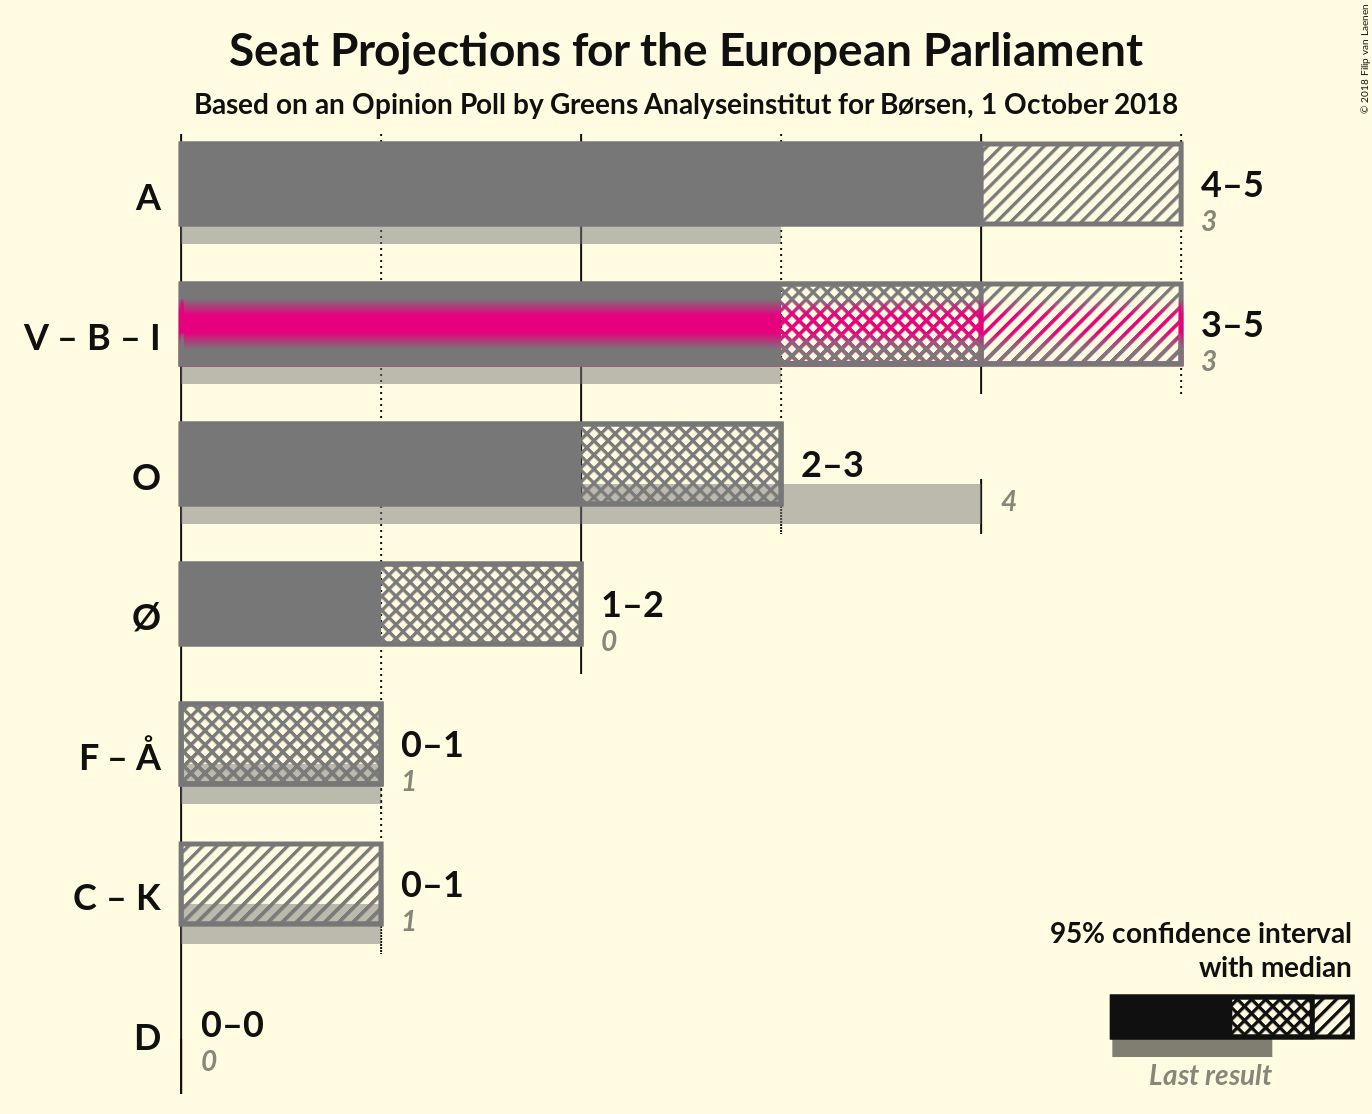 Seat Projections for the European Parliament
Based on an Opinion Poll by Greens Analyseinstitut for Børsen, 1 October 2018
© 2018 Filip van Laenen
A
4–5
3
V – B – I
3–5
3
O
2–3
4
Ø
1–2
0
F – Å
0–1
1
C – K
0–1
1
D
0–0
0
95% confidence interval
with median
Last result